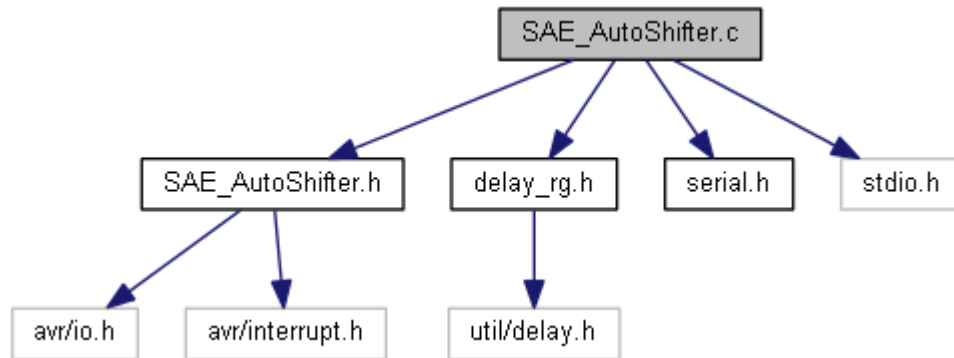 SAE_AutoShifter.c
SAE_AutoShifter.h
delay_rg.h
serial.h
stdio.h
avr/io.h
avr/interrupt.h
util/delay.h